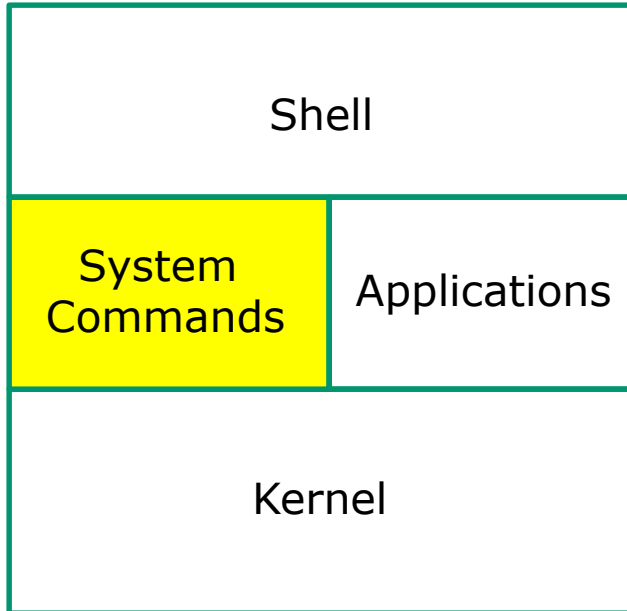 Shell
System
Commands
Applications
Kernel